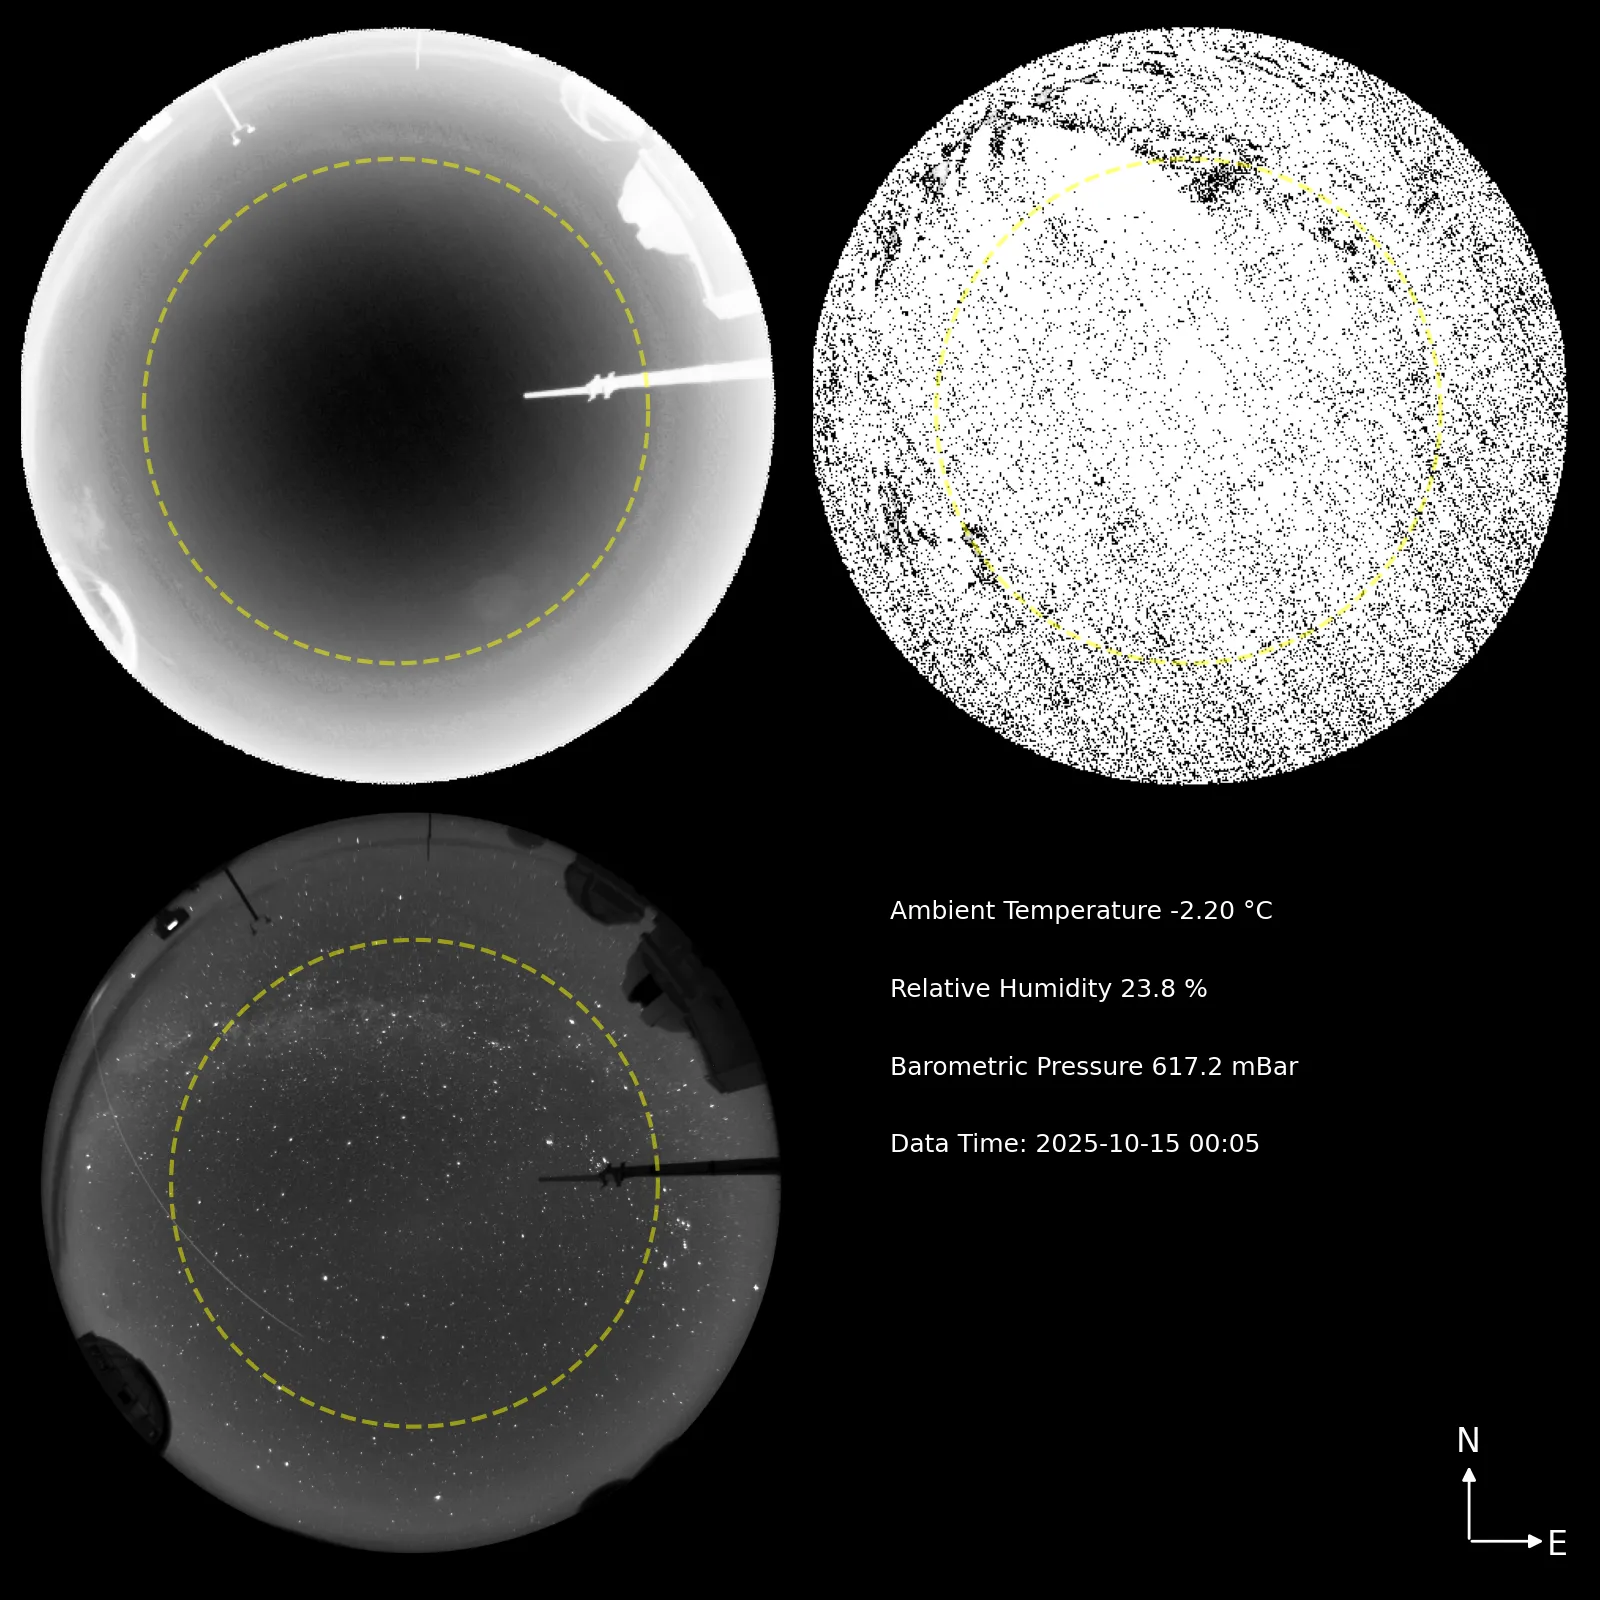 Ambient Temperature -2.20 °C
Relative Humidity 23.8 %
Barometric Pressure 617.2 mBar
Data Time: 2025-10-15 00:05
N
E